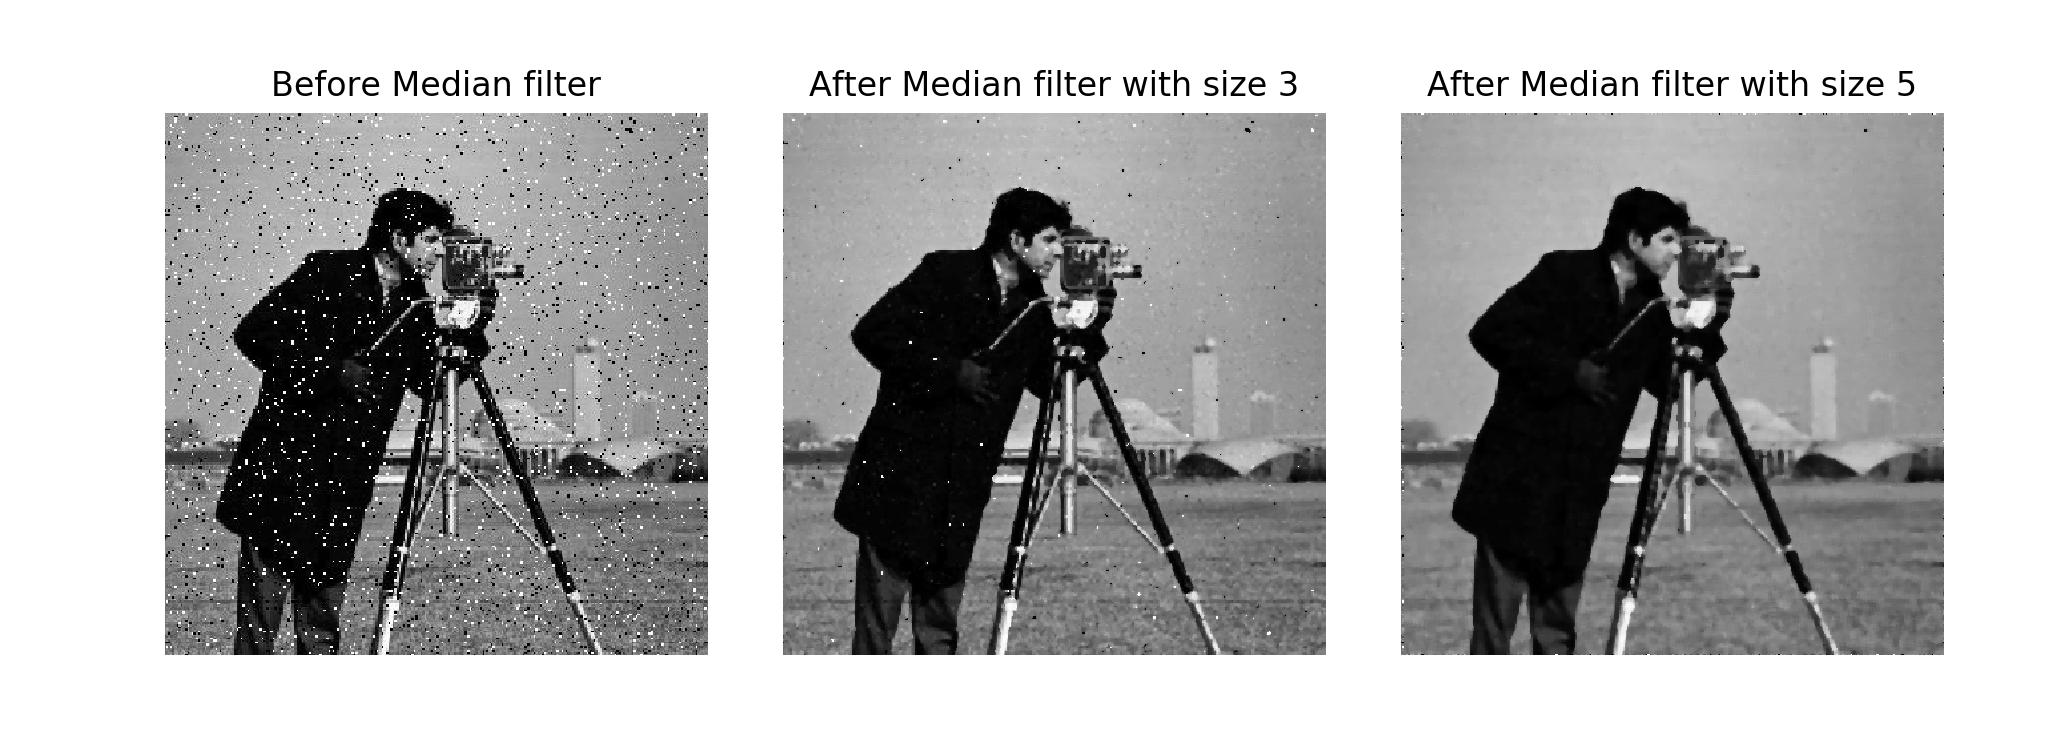 Before Median filter
After Median filter with size 3
After Median filter with size 5